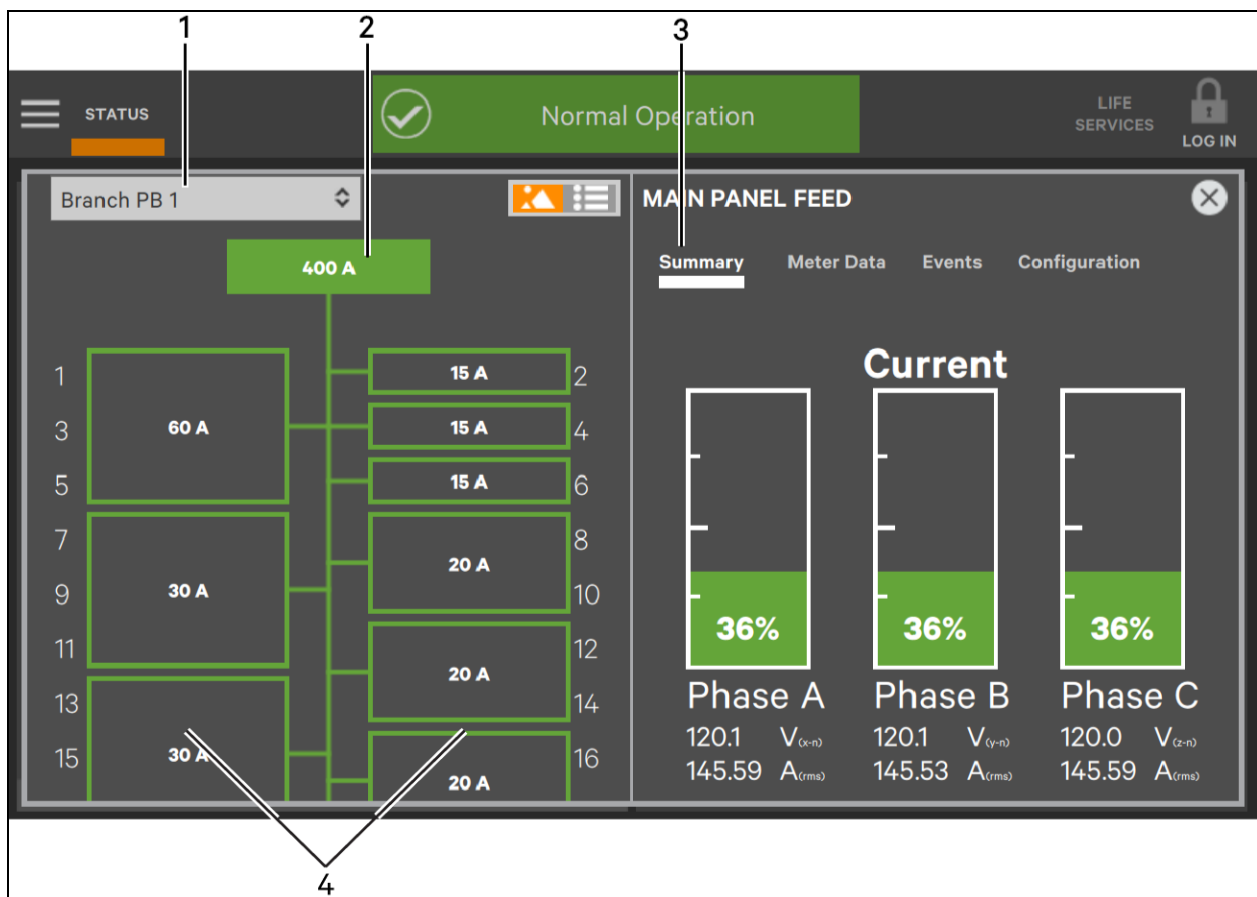 1 2 3
STATUS
Normal Operation
LIFE
SERVICES
LOG IN
Branch PB 1
400 A
1
3
5
60 A
7
9
11
30 A
13
15
30 A
15 A
2
15 A
4
15 A
6
20 A
8
10
20 A
12
14
20 A
16
MAIN PANEL FEED
Summary Meter Data Events Configuration
Current
36% 36% 36%
Phase A Phase B Phase C
120.1 V(x-n) 120.1 V(y-n) 120.0 V(z-n)
145.59 A(rms) 145.53 A(rms) 145.59 A(rms)
4